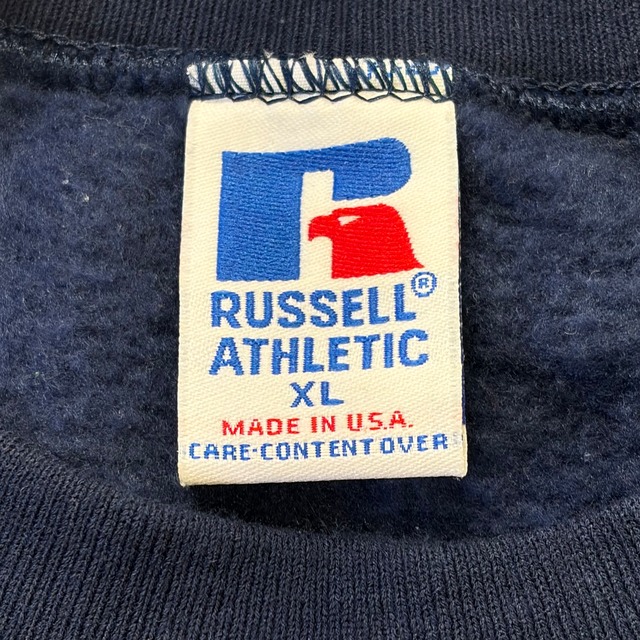 RUSSELL®
ATHLETIC
XL
MADE IN U.S.A.
CARE·CONTENT OVER